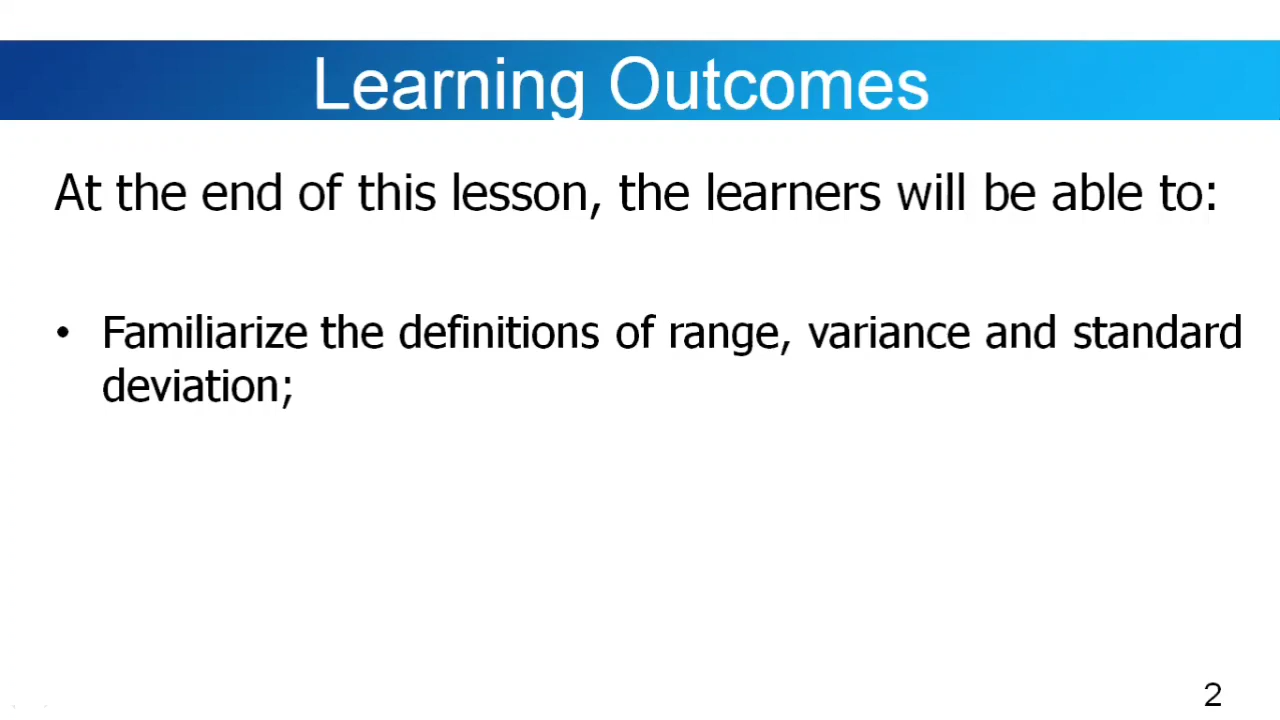 Learning Outcomes
At the end of this lesson, the learners will be able to:
• Familiarize the definitions of range, variance and standard
deviation;
2